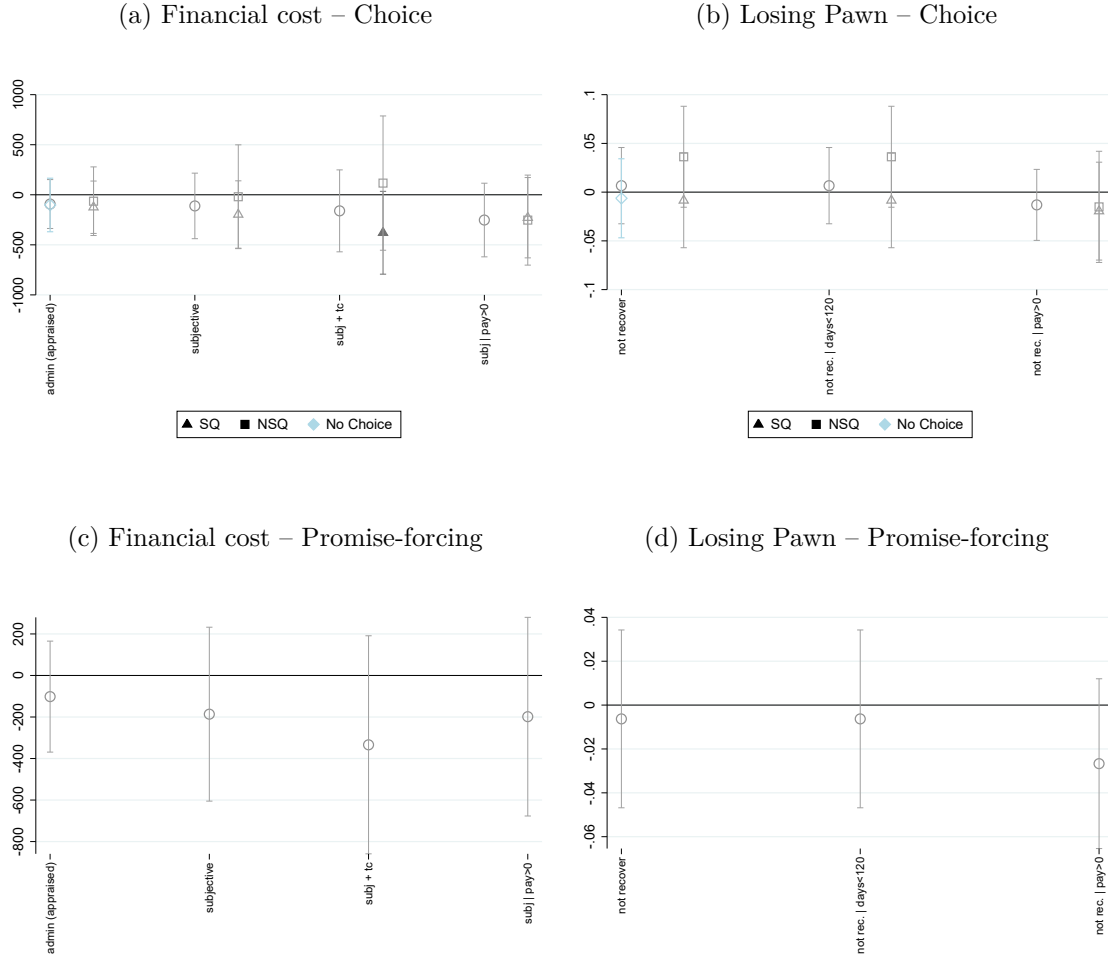 (a) Financial cost – Choice
1000
500
0
-500
-1000
admin (appraised)
subjective
subj + tc
subj | pay>0
SQ NSQ No Choice
(b) Losing Pawn – Choice
.1
.05
0
-.05
-.1
not recover
not rec. | days<120
not rec. | pay>0
SQ NSQ No Choice
(c) Financial cost – Promise-forcing
200
0
-200
-400
-600
-800
admin (appraised)
subjective
subj + tc
subj | pay>0
(d) Losing Pawn – Promise-forcing
.04
.02
0
-.02
-.04
-.06
not recover
not rec. | days<120
not rec. | pay>0